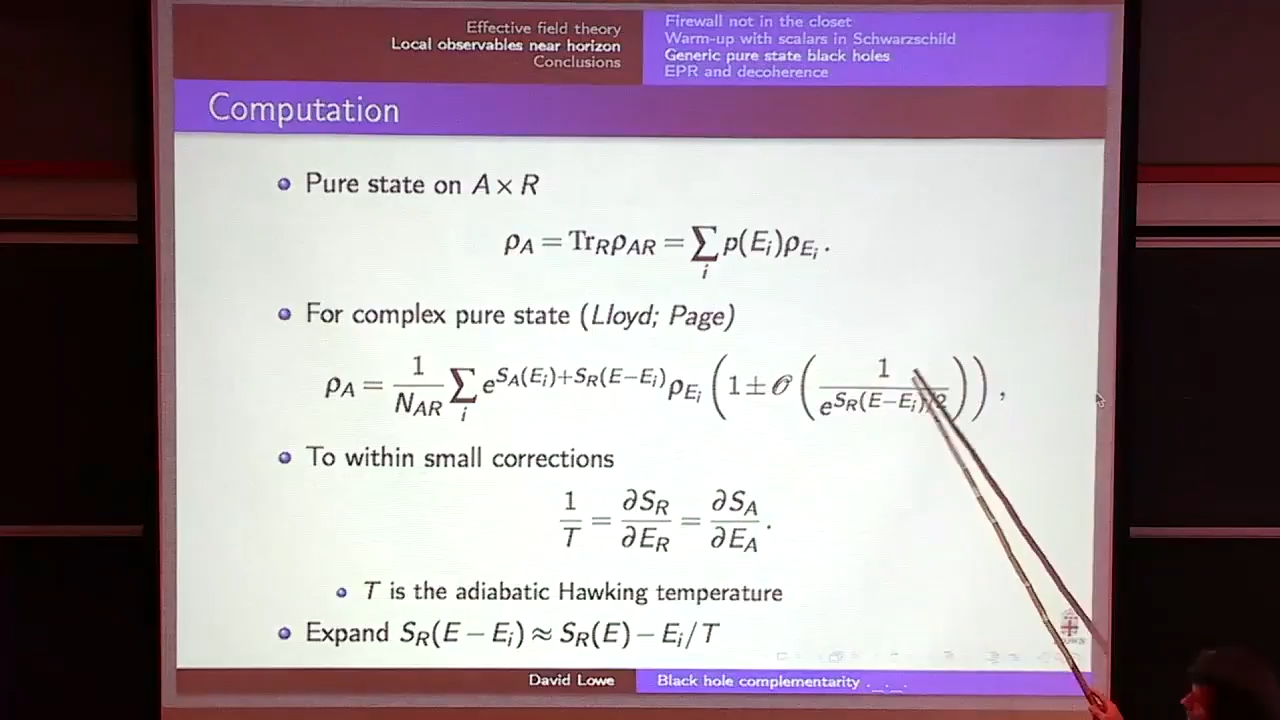 Effective field theory
Local observables near horizon
Conclusions
Firewall not in the closet
Warm-up with scalars in Schwarzschild
Generic pure state black holes
EPR and decoherence
Computation
• Pure state on A × R
ρ_A = Tr_R ρ_AR = ∑_i p(E_i)ρ_{E_i}.
• For complex pure state (Lloyd; Page)
ρ_A = 1/N_AR ∑_i e^{S_A(E_i)+S_R(E−E_i)} ρ_{E_i} (1 ± 𝒪(1/e^{S_R(E−E_i)/2})),
• To within small corrections
1/T = ∂S_R/∂E_R = ∂S_A/∂E_A.
• T is the adiabatic Hawking temperature
• Expand S_R(E − E_i) ≈ S_R(E) − E_i/T
David Lowe
Black hole complementarity